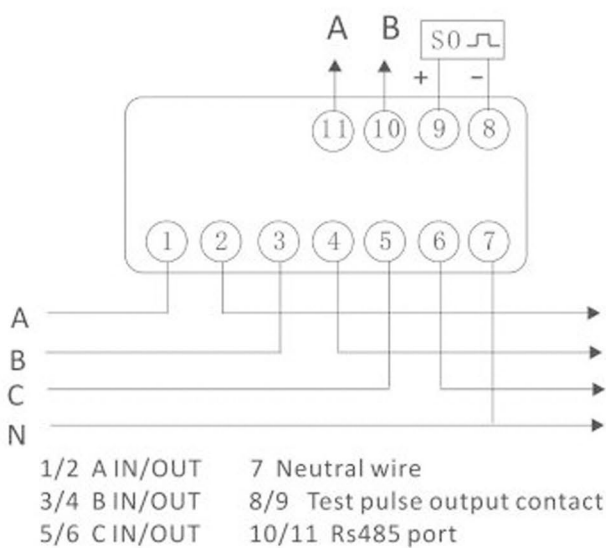 A B S0
+ -
11 10 9 8
1 2 3 4 5 6 7
A
B
C
N
1/2 A IN/OUT 7 Neutral wire
3/4 B IN/OUT 8/9 Test pulse output contact
5/6 C IN/OUT 10/11 Rs485 port